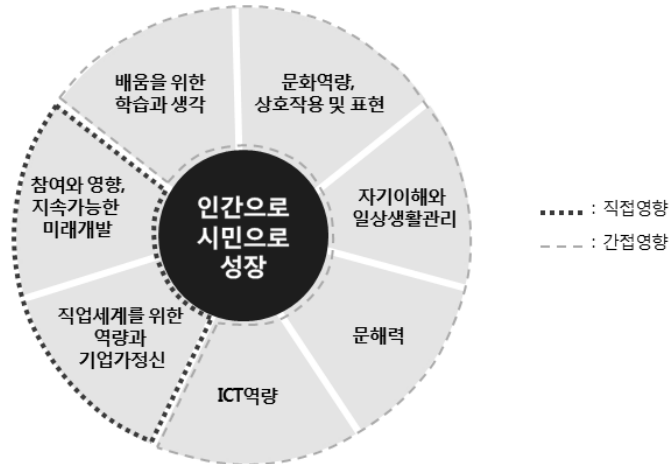 배움을 위한
학습과 생각
문화역량,
상호작용 및 표현
참여와 영향,
지속가능한
미래개발
인간으로
시민으로
성장
자기이해와
일상생활관리
: 직접영향
: 간접영향
직업세계를 위한
역량과
기업가정신
문해력
ICT역량